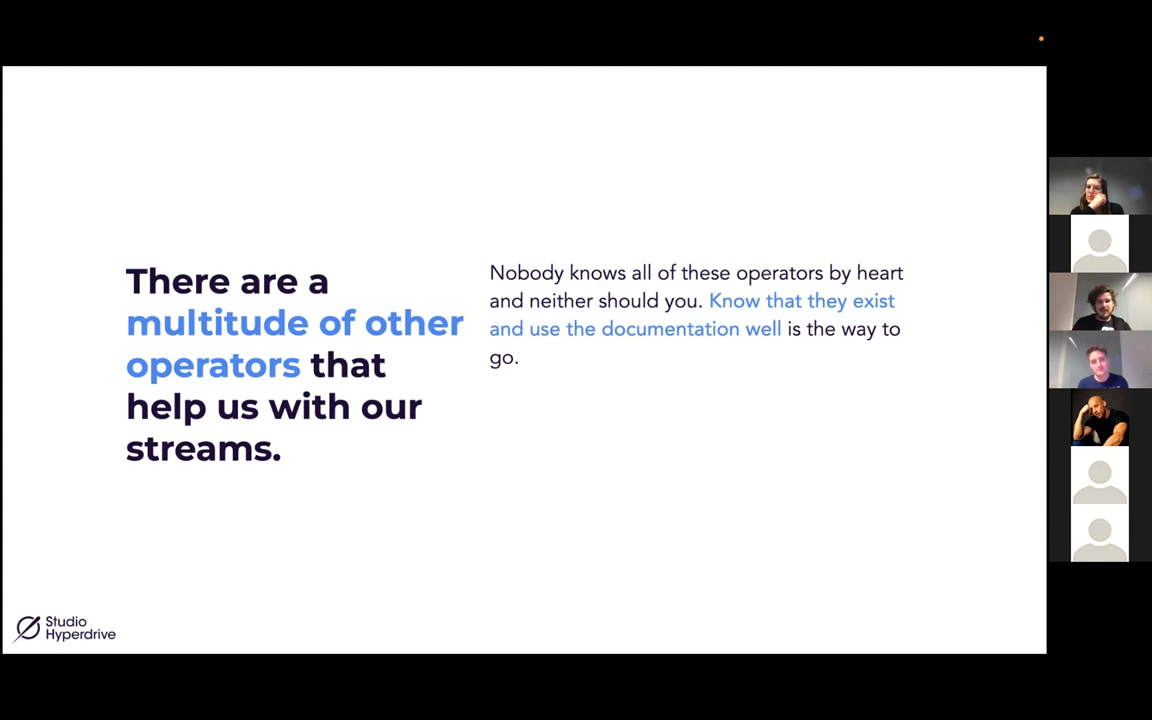 There are a
multitude of other
operators that
help us with our
streams.
Nobody knows all of these operators by heart
and neither should you. Know that they exist
and use the documentation well is the way to
go.
Studio
Hyperdrive